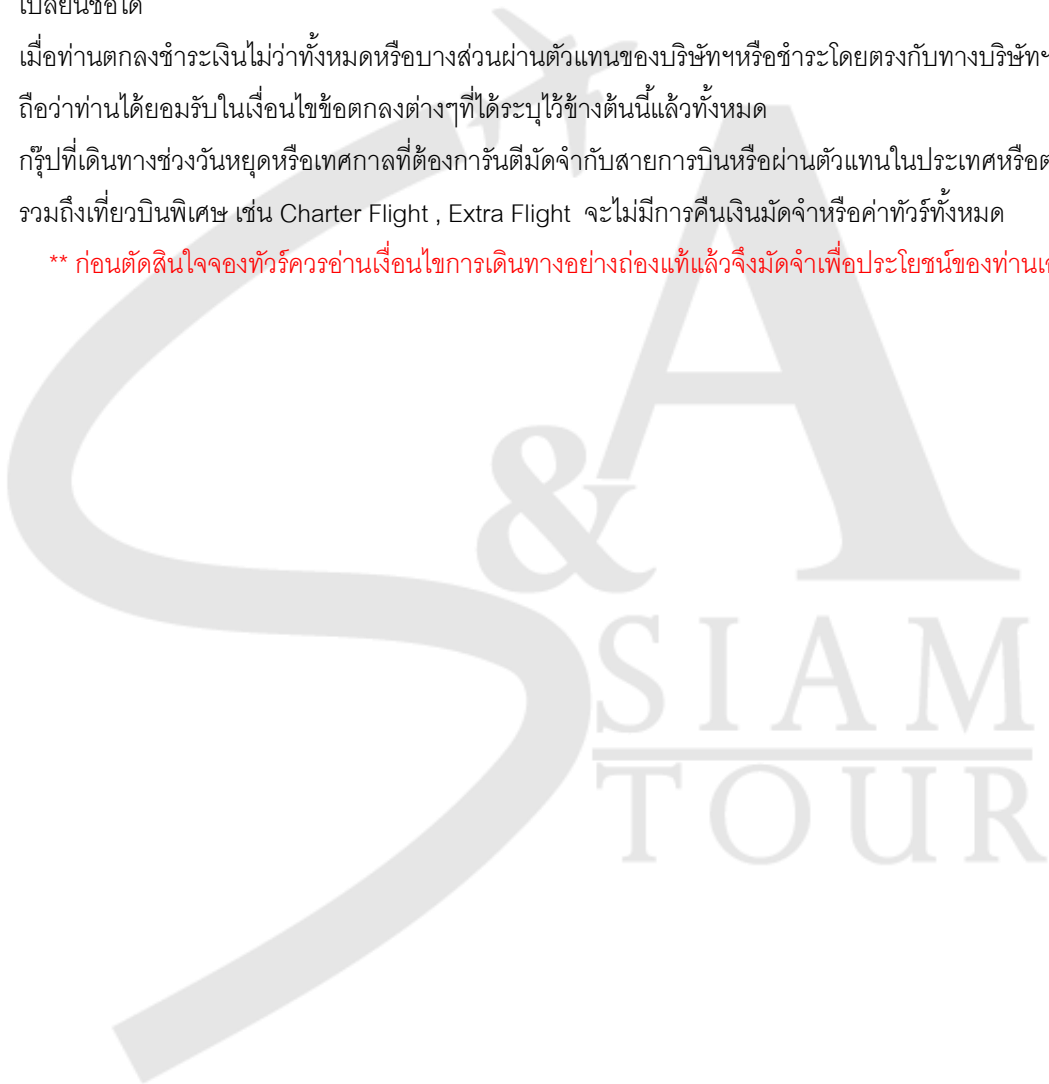 เปลี่ยนชื่อได้
เมื่อท่านตกลงชำระเงินไม่ว่าทั้งหมดหรือบางส่วนผ่านตัวแทนของบริษัทฯหรือชำระโดยตรงกับทางบริษัทฯ
ถือว่าท่านได้ยอมรับในเงื่อนไขข้อตกลงต่างๆที่ได้ระบุไว้ข้างต้นนี้แล้วทั้งหมด
กรุ๊ปที่เดินทางช่วงวันหยุดหรือเทศกาลที่ต้องการันตีมัดจำกับสายการบินหรือผ่านตัวแทนในประเทศหรือ
รวมถึงเที่ยวบินพิเศษ เช่น Charter Flight , Extra Flight จะไม่มีการคืนเงินมัดจำหรือค่าทัวร์ทั้งหมด
** ก่อนตัดสินใจจองทัวร์ควรอ่านเงื่อนไขการเดินทางอย่างถ่องแท้แล้วจึงมัดจำเพื่อประโยชน์ของท่าน
S&A
SIAM
TOUR